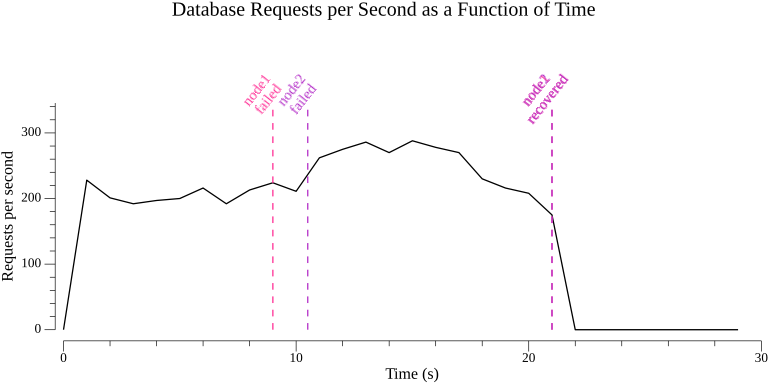 Database Requests per Second as a Function of Time
node1
failed
node2
failed
recovered
Requests per second
300
200
100
0
0
10
20
30
Time (s)